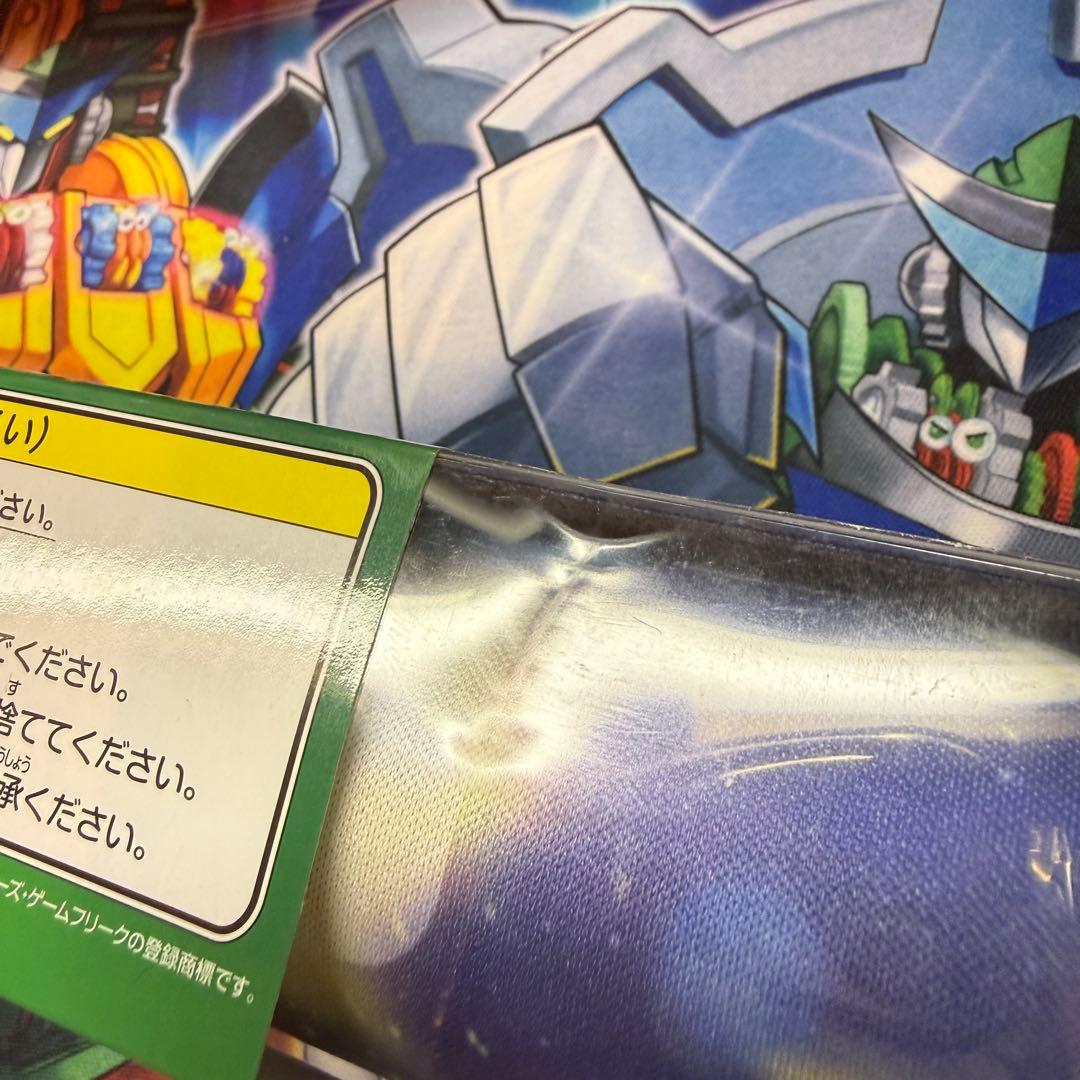 い）
ださい。
でください。
す
捨ててください。
うしょう
承ください。
ーズ・ゲームフリークの登録商標です。